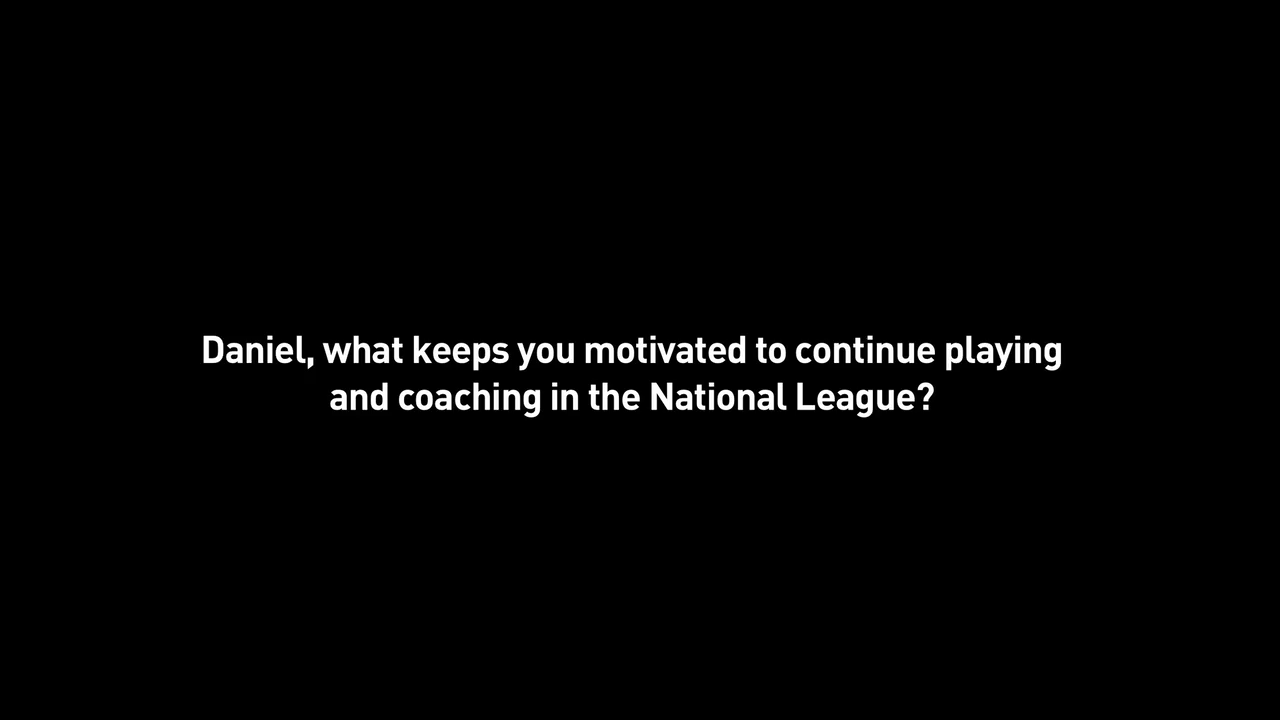 Daniel, what keeps you motivated to continue playing
and coaching in the National League?